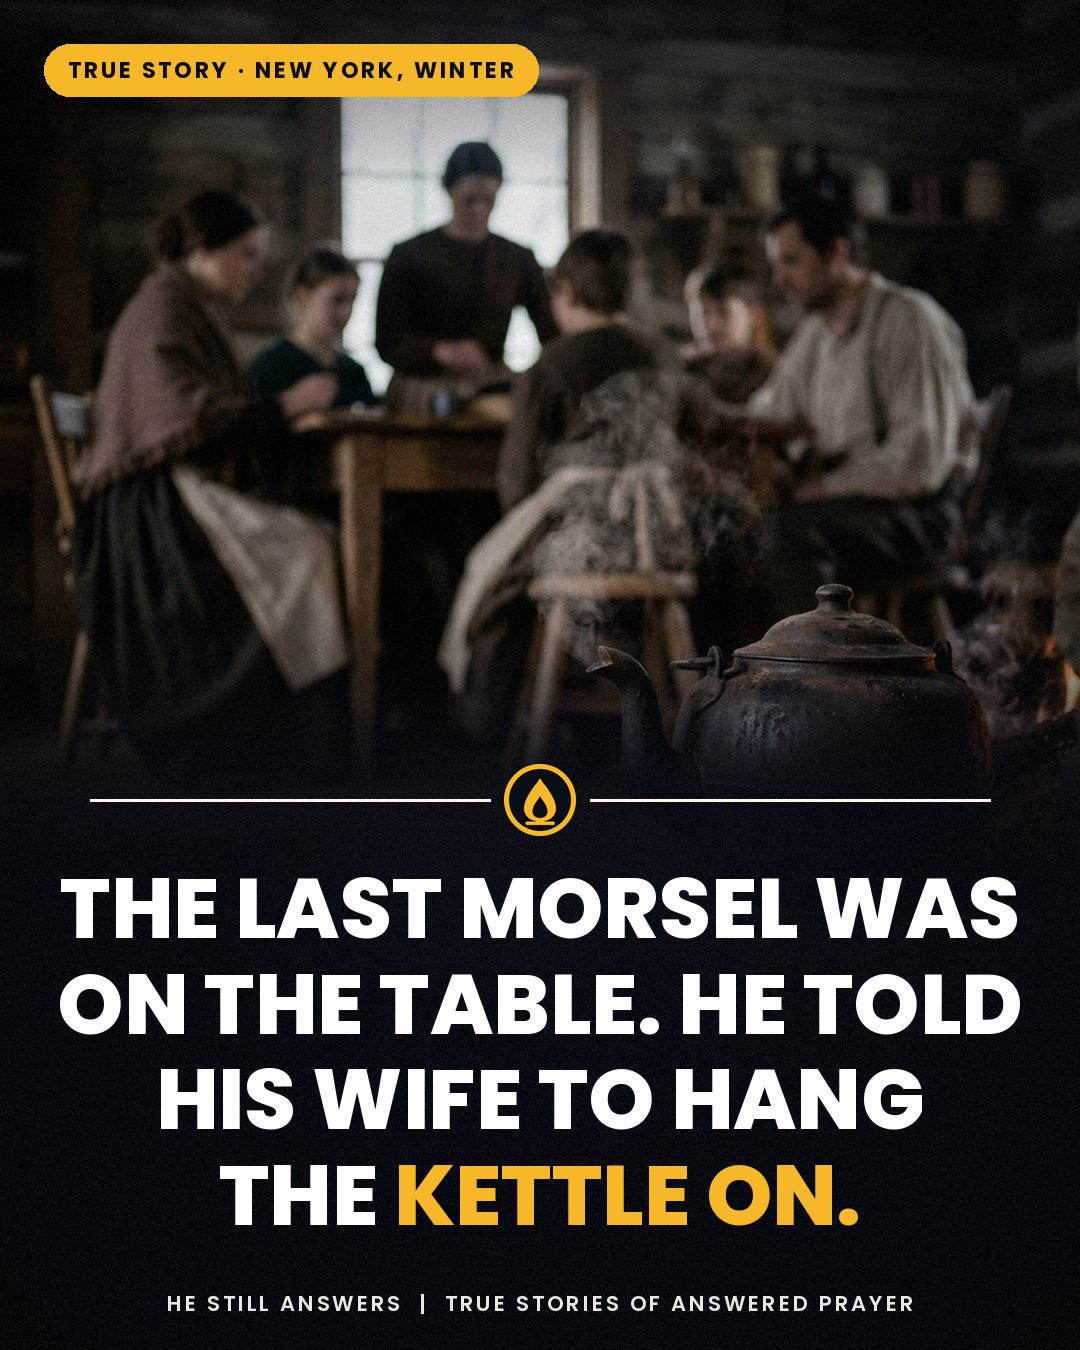 TRUE STORY · NEW YORK, WINTER
THE LAST MORSEL WAS
ON THE TABLE. HE TOLD
HIS WIFE TO HANG
THE KETTLE ON.
HE STILL ANSWERS | TRUE STORIES OF ANSWERED PRAYER